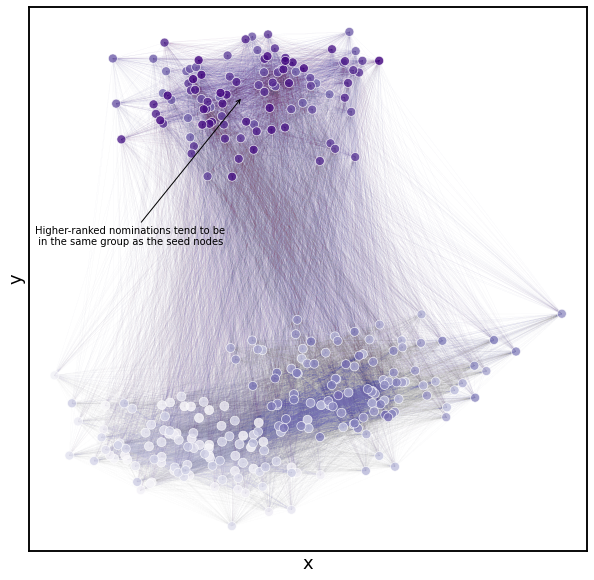 Higher-ranked nominations tend to be
in the same group as the seed nodes
y
x